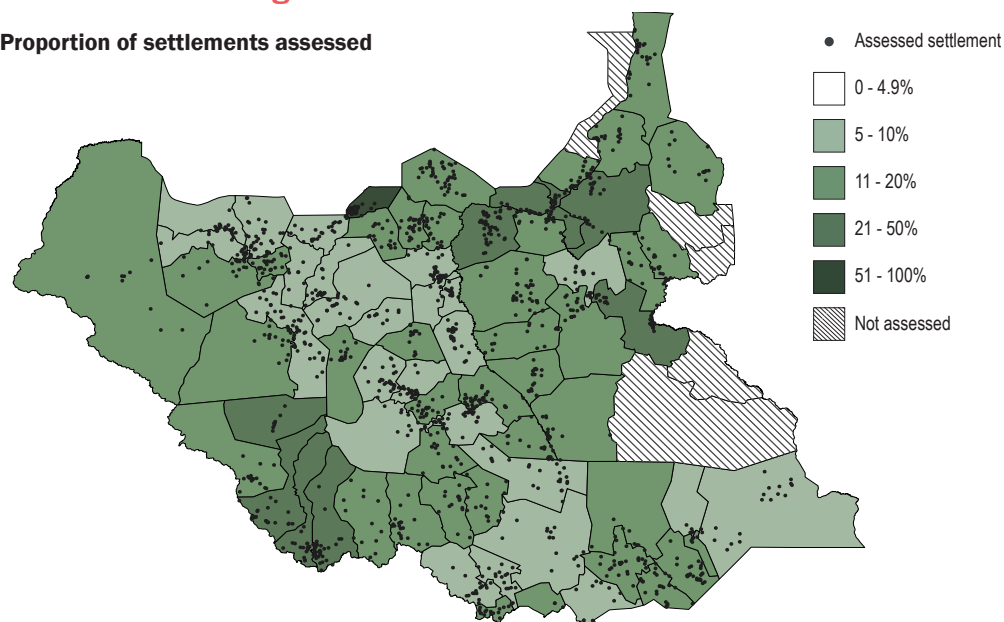 Proportion of settlements assessed
Assessed settlement
0 - 4.9%
5 - 10%
11 - 20%
21 - 50%
51 - 100%
Not assessed